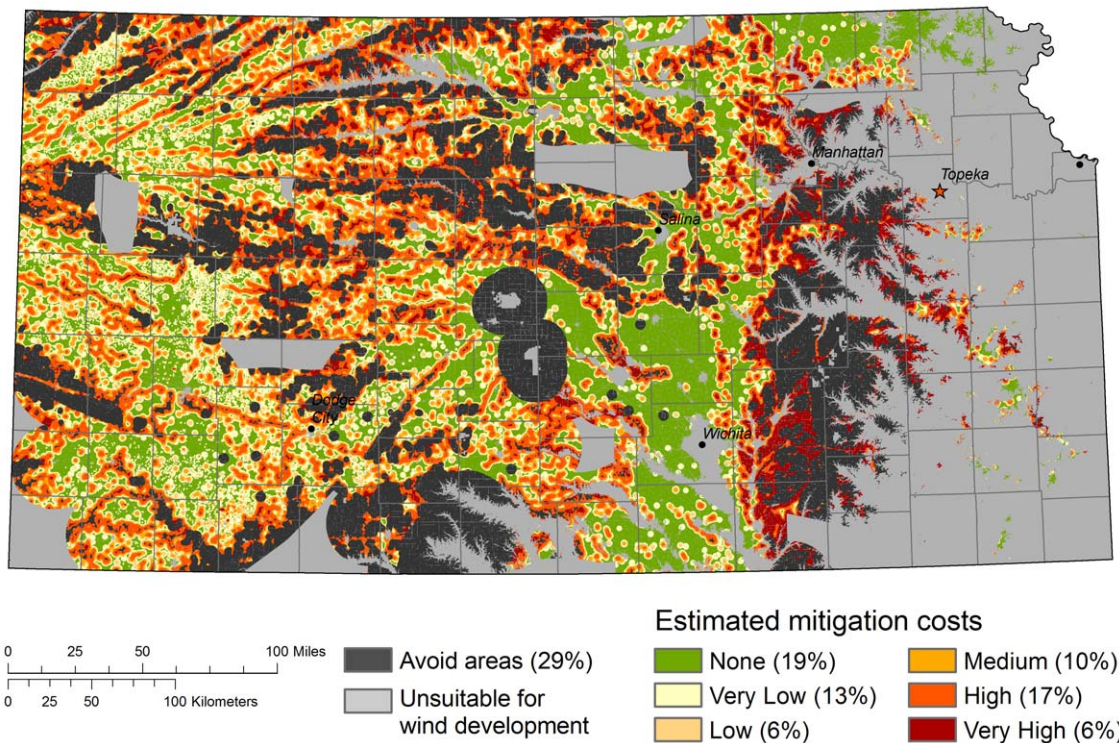 Manhattan
Topeka
Salina
1
Dodge
City
Wichita
Estimated mitigation costs
0 50 100 Miles
0 25 50 100 Kilometers
Avoid areas (29%)
Unsuitable for
wind development
None (19%)
Very Low (13%)
Low (6%)
Medium (10%)
High (17%)
Very High (6%)